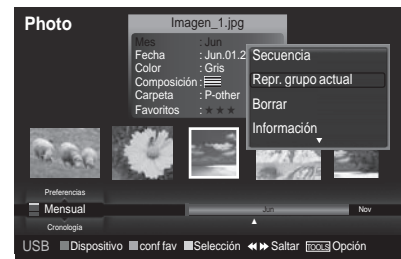 Photo
Imagen_1.jpg
Mes : Jun
Fecha : Jun.01.2
Color : Gris
Composición :
Carpeta : P-other
Favoritos : ★ ★ ★
Secuencia
Repr. grupo actual
Borrar
Información
Preferencias
Mensual
Jun
Nov
Cronología
USB Dispositivo conf fav Selección Saltar TOOLS Opción